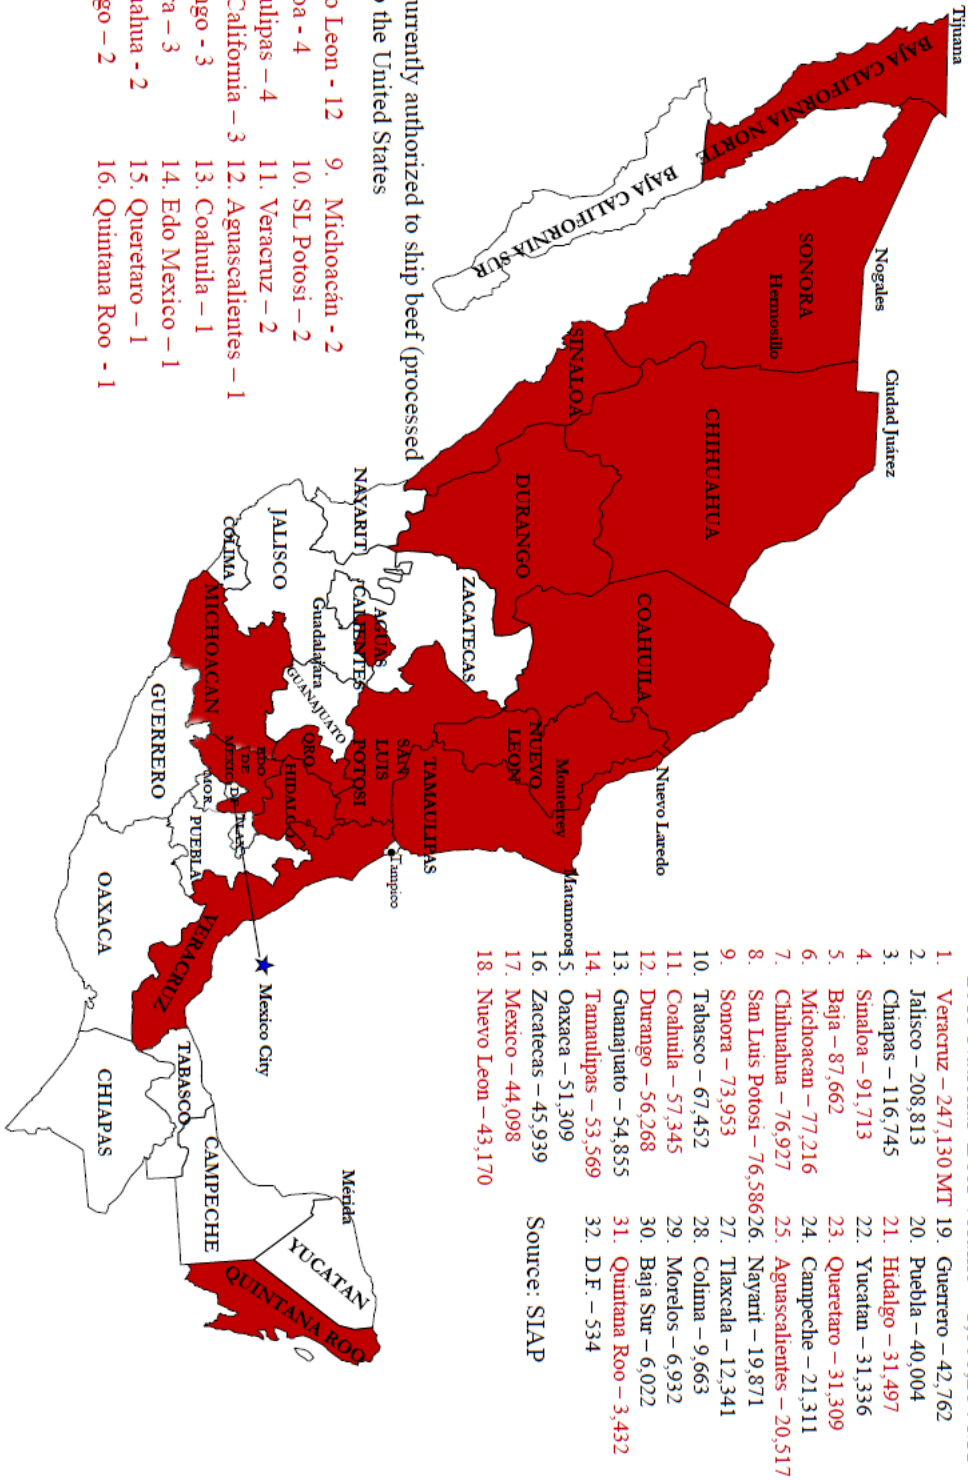 1. Veracruz – 247,130 MT
2. Jalisco – 208,813
3. Chiapas – 116,745
4. Sinaloa – 91,713
5. Baja – 87,662
6. Michoacan – 77,216
7. Chihuahua – 76,927
8. San Luis Potosi – 76,586
9. Sonora – 73,953
10. Tabasco – 67,452
11. Coahuila – 57,345
12. Durango – 56,268
13. Guanajuato – 54,855
14. Tamaulipas – 53,569
15. Oaxaca – 51,309
16. Zacatecas – 45,939
17. Mexico – 44,098
18. Nuevo Leon – 43,170
19. Guerrero – 42,762
20. Puebla – 40,004
21. Hidalgo – 31,497
22. Yucatan – 31,336
23. Queretaro – 31,309
24. Campeche – 21,311
25. Aguascalientes – 20,517
26. Nayarit – 19,871
27. Tlaxcala – 12,341
28. Colima – 9,663
29. Morelos – 6,932
30. Baja Sur – 6,022
31. Quintana Roo – 3,432
32. D.F. – 534
Source: SIAP
Tijuana
Nogales
Ciudad Juárez
BAJA CALIFORNIA NORTE
BAJA CALIFORNIA SUR
SONORA
Hermosillo
CHIHUAHUA
COAHUILA
Nuevo Laredo
SINALOA
DURANGO
NUEVO
LEON
Monterrey
Matamoros
ZACATECAS
TAMAULIPAS
Tampico
NAYARIT
AGUAS
CALIENTES
SAN
LUIS
POTOSI
JALISCO
Guadalajara
GUANAJUATO
QRO
HIDALGO
COLIMA
MICHOACAN
EDO
DE
MEXICO
DF
TLAX
MOR.
PUEBLA
VERACRUZ
Mexico City
GUERRERO
OAXACA
TABASCO
CHIAPAS
CAMPECHE
Mérida
YUCATAN
QUINTANA ROO
urrently authorized to ship beef (processed
o the United States
o Leon - 12
oa - 4
ulipas – 4
California – 3
ngo - 3
ra – 3
uahua - 2
go – 2
9. Michoacán - 2
10. SL Potosi – 2
11. Veracruz – 2
12. Aguascalientes – 1
13. Coahuila – 1
14. Edo Mexico – 1
15. Queretaro – 1
16. Quintana Roo - 1